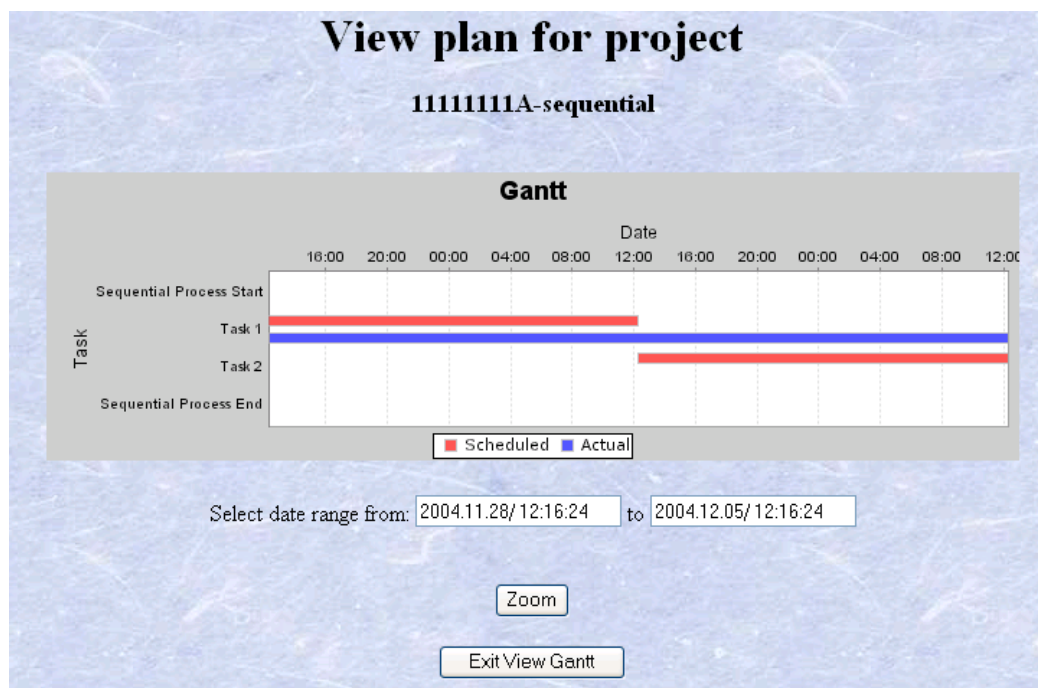 View plan for project
11111111A-sequential
Gantt
Date
16:00 20:00 00:00 04:00 08:00 12:00 16:00 20:00 00:00 04:00 08:00 12:00
Task
Sequential Process Start
Task 1
Task 2
Sequential Process End
Scheduled Actual
Select date range from: 2004.11.28/ 12:16:24 to 2004.12.05/ 12:16:24
Zoom
Exit View Gantt